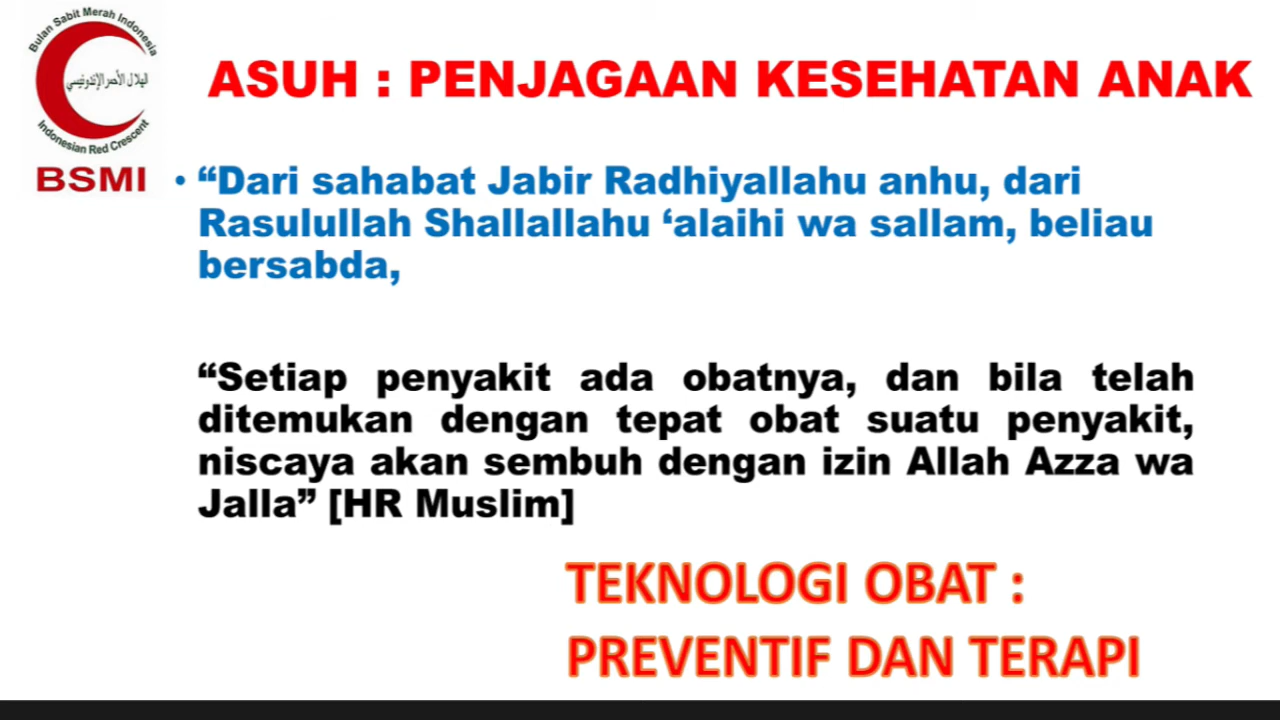 Bulan Sabit Merah Indonesia
الهلال الأحمر الإندونيسي
Indonesian Red Crescent
BSMI
ASUH : PENJAGAAN KESEHATAN ANAK
• “Dari sahabat Jabir Radhiyallahu anhu, dari
Rasulullah Shallallahu ‘alaihi wa sallam, beliau
bersabda,
“Setiap penyakit ada obatnya, dan bila telah
ditemukan dengan tepat obat suatu penyakit,
niscaya akan sembuh dengan izin Allah Azza wa
Jalla” [HR Muslim]
TEKNOLOGI OBAT :
PREVENTIF DAN TERAPI